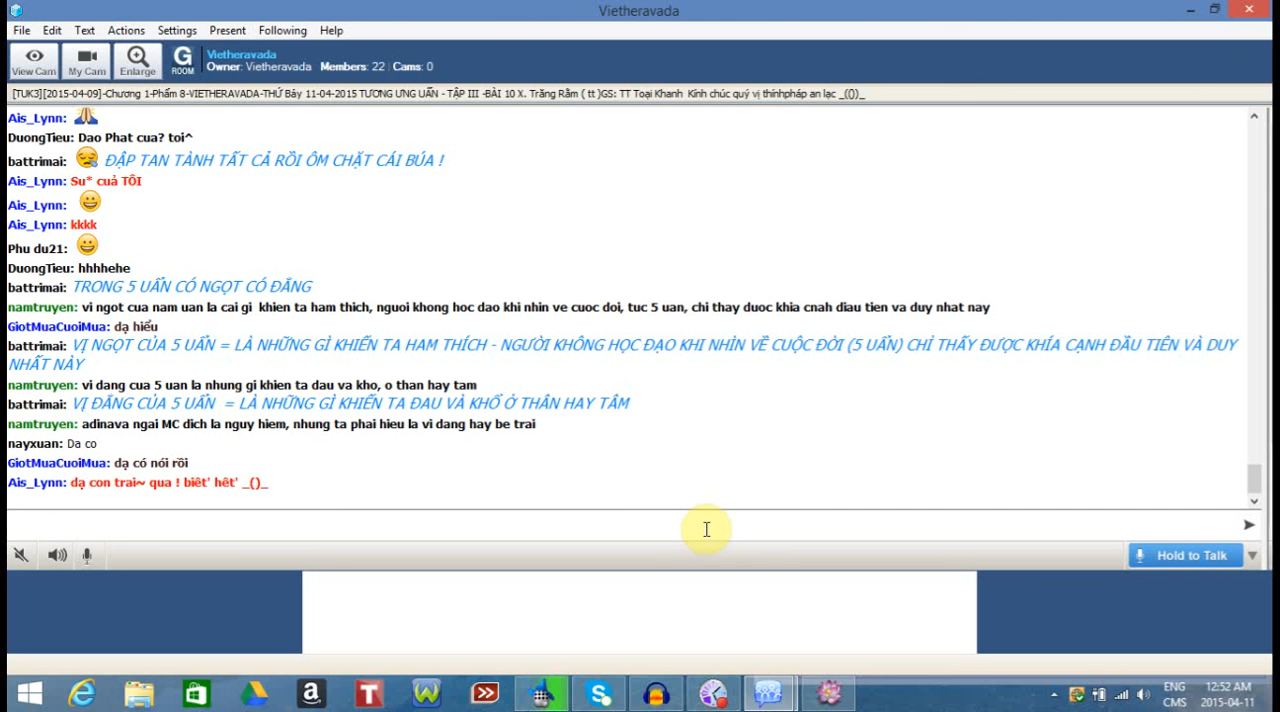 Vietheravada
File Edit Text Actions Settings Present Following Help
View Cam My Cam Enlarge G ROOM Vietheravada
Owner: Vietheravada Members: 22 Cams: 0
[TUK3][2015-04-09]-Chương 1-Phẩm 8-VIETHERAVADA-THỨ Bảy 11-04-2015 TƯƠNG ƯNG UẨN - TẬP III -BÀI 10 X. Trăng Rằm ( tt )GS: TT Toại Khanh Kính chúc quý vị thínhpháp an lạc _(())_
Ais_Lynn:
DuongTieu: Dao Phat cua? toi^
battrimai: ĐẬP TAN TÀNH TẤT CẢ RỒI ÔM CHẶT CÁI BÚA !
Ais_Lynn: Su* cuả TÔI
Ais_Lynn:
Ais_Lynn: kkkk
Phu du21:
DuongTieu: hhhhehe
battrimai: TRONG 5 UẨN CÓ NGỌT CÓ ĐẮNG
namtruyen: vi ngot cua nam uan la cai gi khien ta ham thich, nguoi khong hoc dao khi nhin ve cuoc doi, tuc 5 uan, chi thay duoc khia cnah diau tien va duy nhat nay
GiotMuaCuoiMua: dạ hiểu
battrimai: VỊ NGỌT CỦA 5 UẨN = LÀ NHỮNG GÌ KHIẾN TA HAM THÍCH - NGƯỜI KHÔNG HỌC ĐẠO KHI NHÌN VỀ CUỘC ĐỜI (5 UẨN) CHỈ THẤY ĐƯỢC KHÍA CẠNH ĐẦU TIÊN VÀ DUY
NHẤT NÀY
namtruyen: vi dang cua 5 uan la nhung gi khien ta dau va kho, o than hay tam
battrimai: VỊ ĐẮNG CỦA 5 UẨN = LÀ NHỮNG GÌ KHIẾN TA ĐAU VÀ KHỔ Ở THÂN HAY TÂM
namtruyen: adinava ngai MC dich la nguy hiem, nhung ta phai hieu la vi dang hay be trai
nayxuan: Da co
GiotMuaCuoiMua: dạ có nói rồi
Ais_Lynn: dạ con trai~ qua ! biêt' hêt' _()_
Hold to Talk
ENG 12:52 AM
CMS 2015-04-11